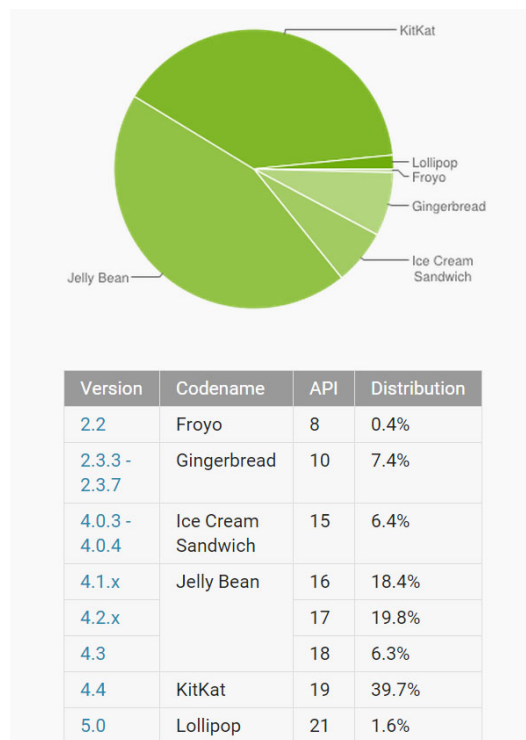 KitKat
Lollipop
Froyo
Gingerbread
Ice Cream
Sandwich
Jelly Bean
Version Codename API Distribution
2.2 Froyo 8 0.4%
2.3.3 - Gingerbread 10 7.4%
2.3.7
4.0.3 - Ice Cream 15 6.4%
4.0.4 Sandwich
4.1.x Jelly Bean 16 18.4%
4.2.x 17 19.8%
4.3 18 6.3%
4.4 KitKat 19 39.7%
5.0 Lollipop 21 1.6%